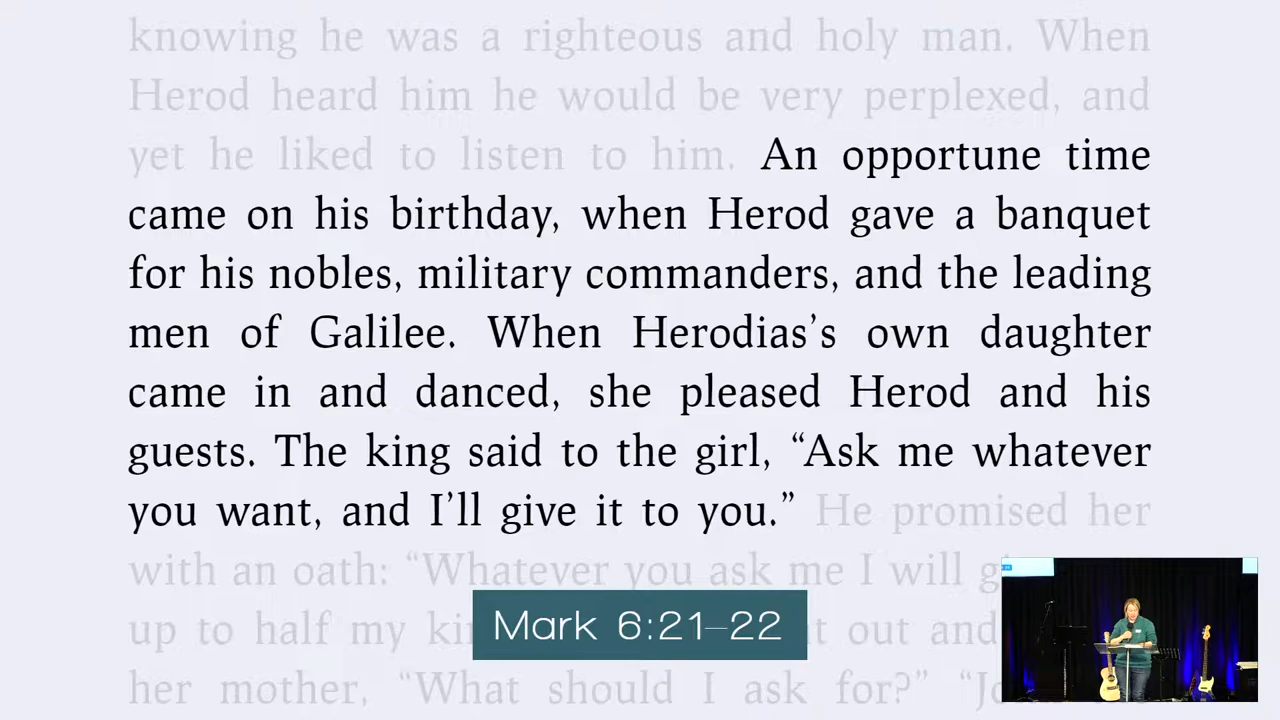 knowing he was a righteous and holy man. When
Herod heard him he would be very perplexed, and
yet he liked to listen to him. An opportune time
came on his birthday, when Herod gave a banquet
for his nobles, military commanders, and the leading
men of Galilee. When Herodias’s own daughter
came in and danced, she pleased Herod and his
guests. The king said to the girl, “Ask me whatever
you want, and I’ll give it to you.” He promised her
with an oath: “Whatever you ask me I will
up to half my out and
her mother, “What should I ask for?”
Mark 6:21–22